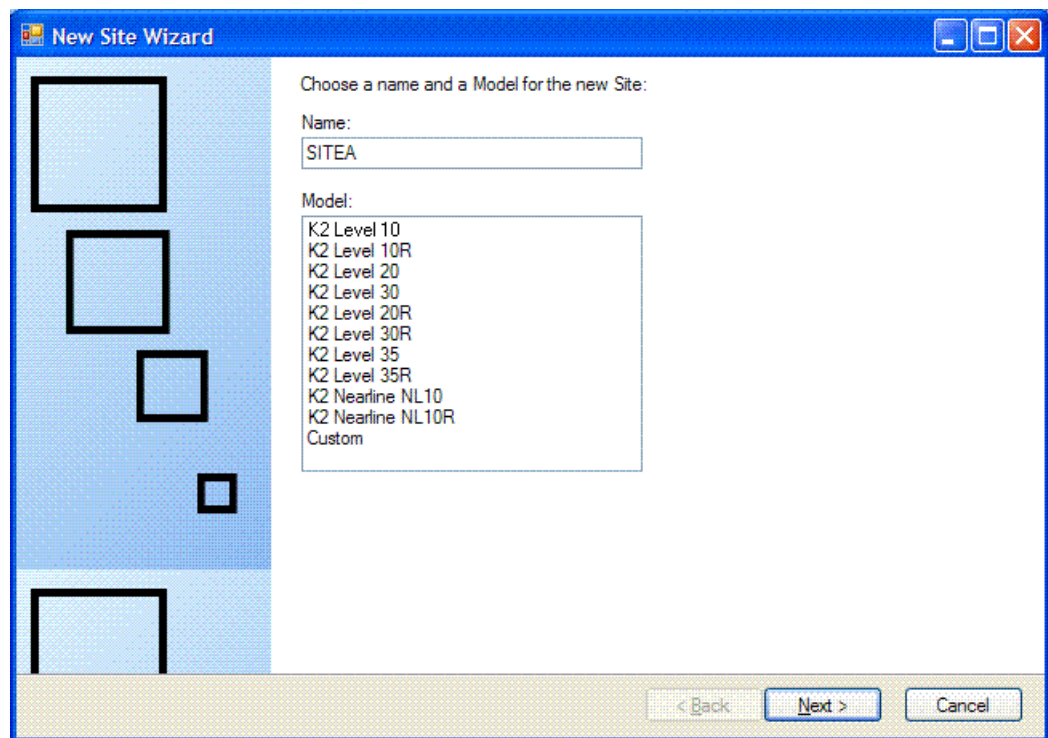 New Site Wizard
Choose a name and a Model for the new Site:
Name:
SITEA
Model:
K2 Level 10
K2 Level 10R
K2 Level 20
K2 Level 30
K2 Level 20R
K2 Level 30R
K2 Level 35
K2 Level 35R
K2 Nearline NL10
K2 Nearline NL10R
Custom
< Back Next > Cancel